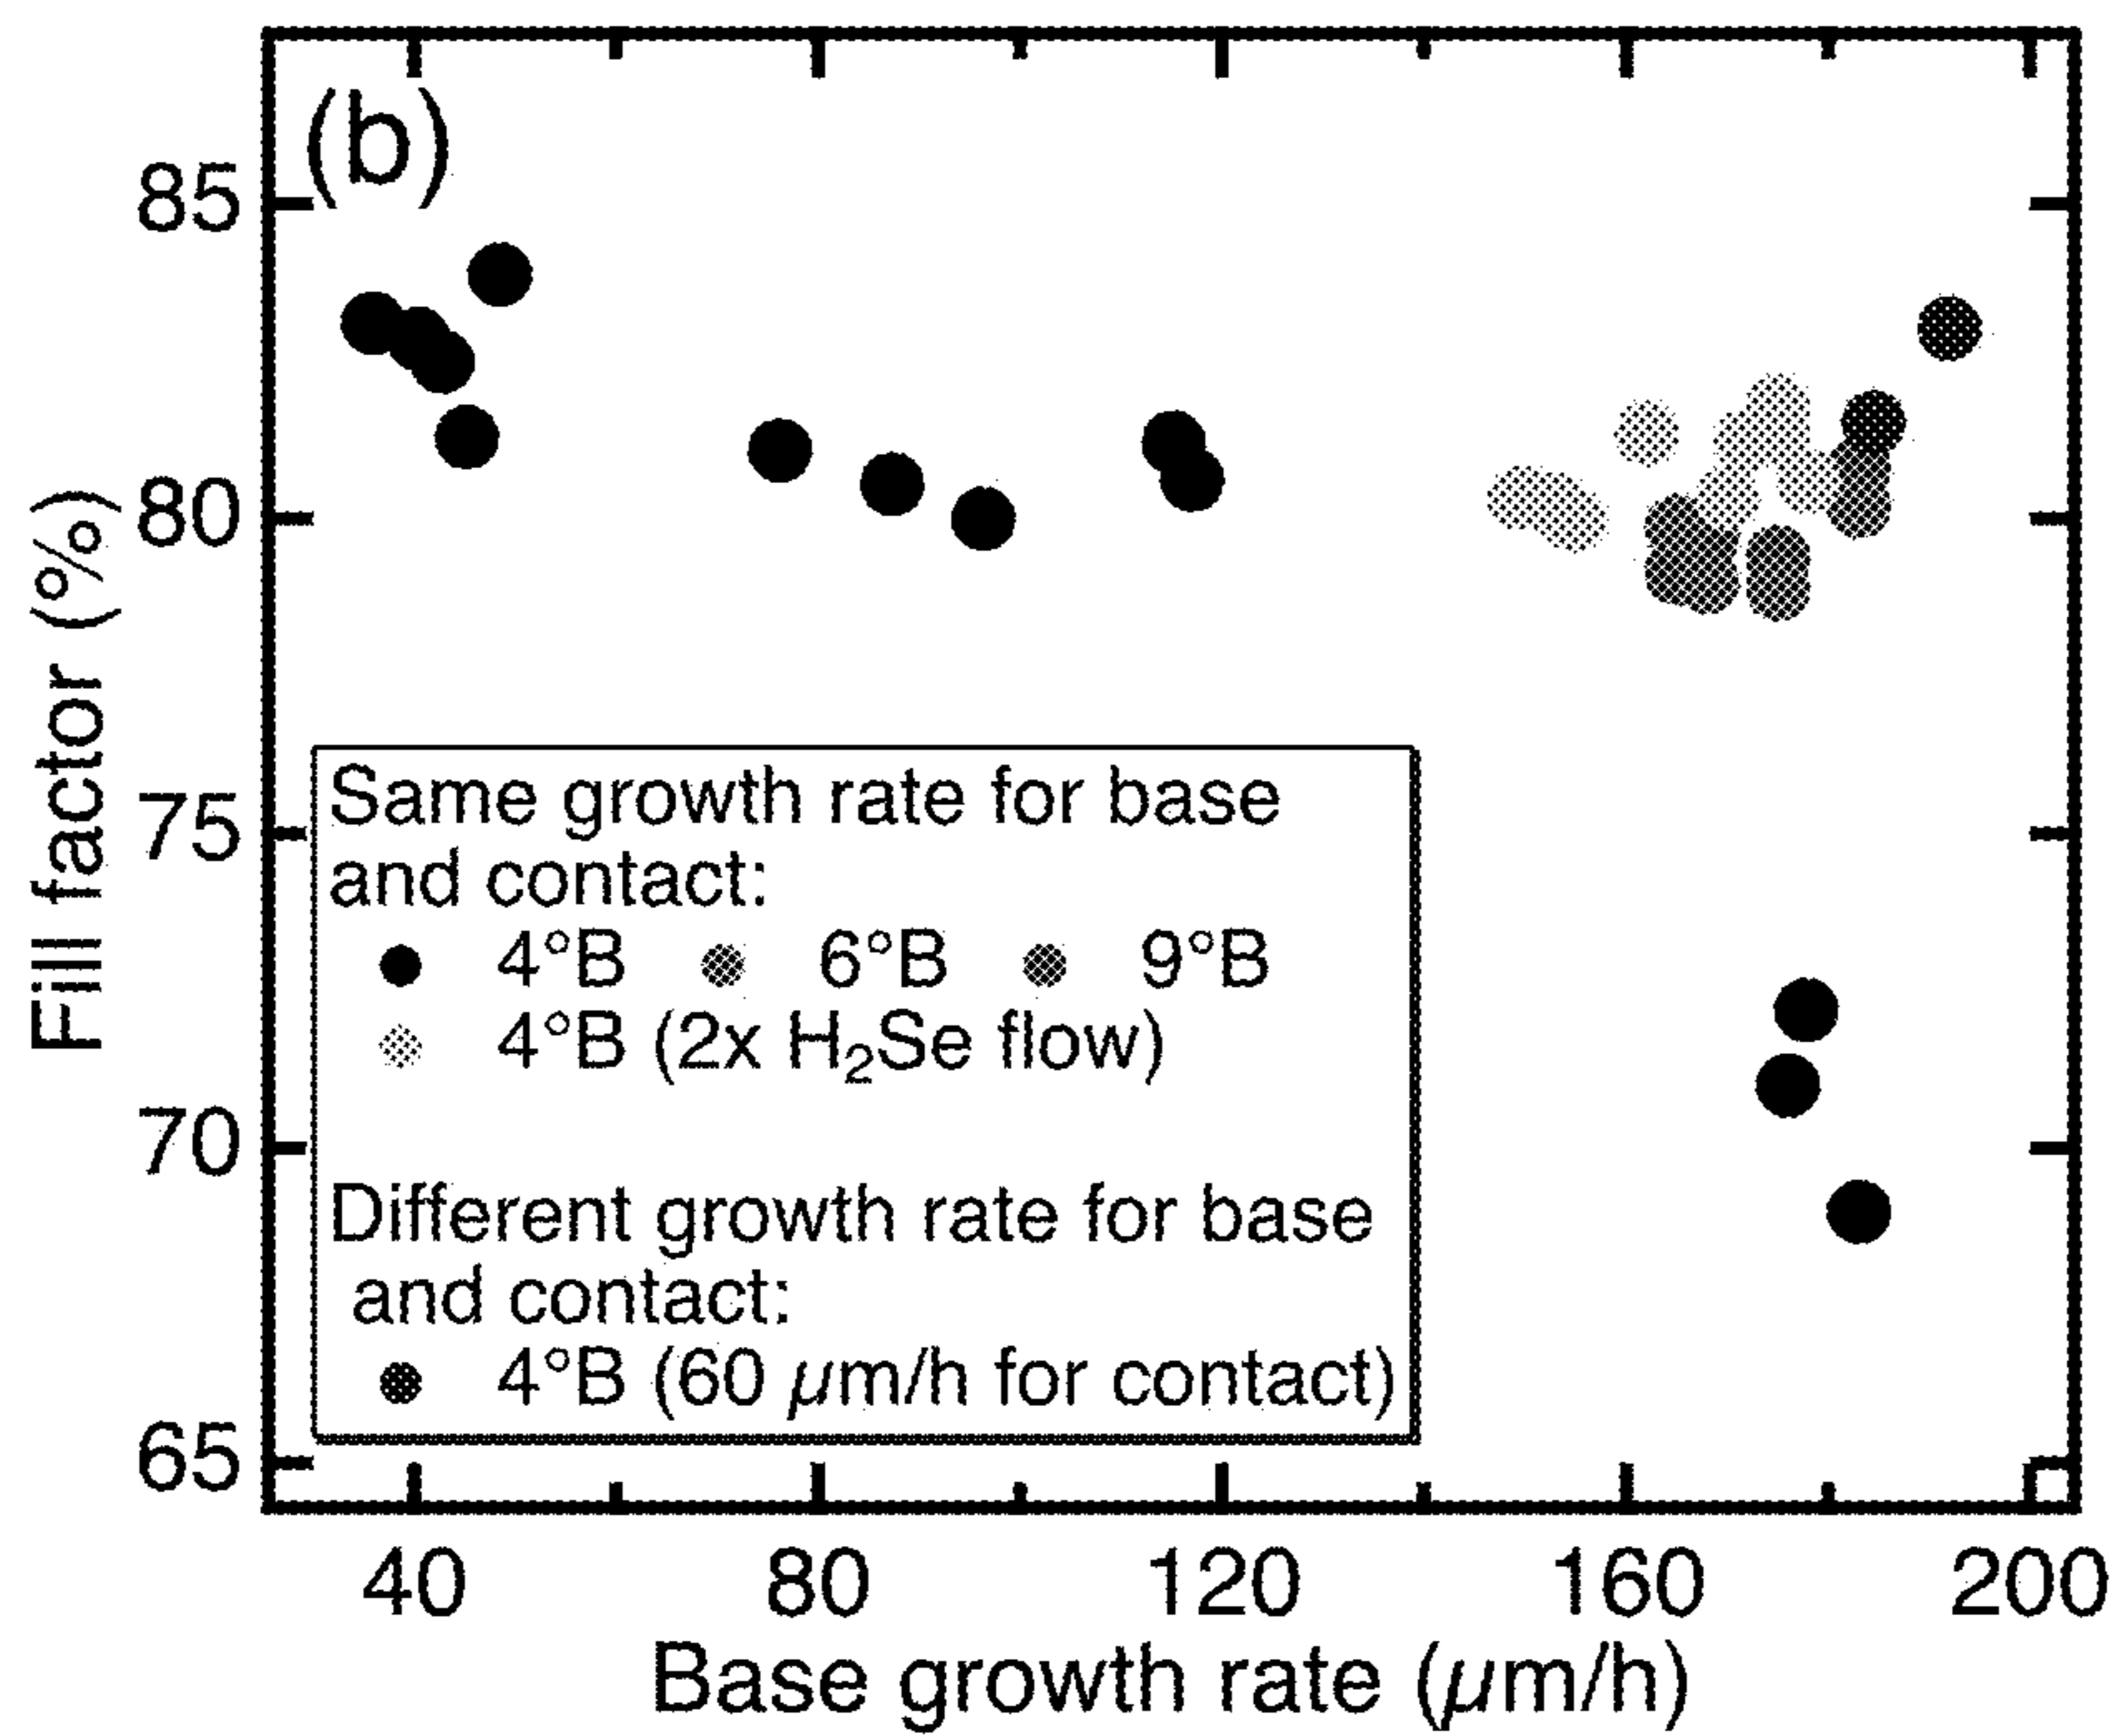 (b)
85
80
75
70
65
Fill factor (%)
Same growth rate for base
and contact:
4°B 6°B 9°B
4°B (2x H₂Se flow)
Different growth rate for base
and contact:
4°B (60 μm/h for contact)
40 80 120 160 200
Base growth rate (μm/h)